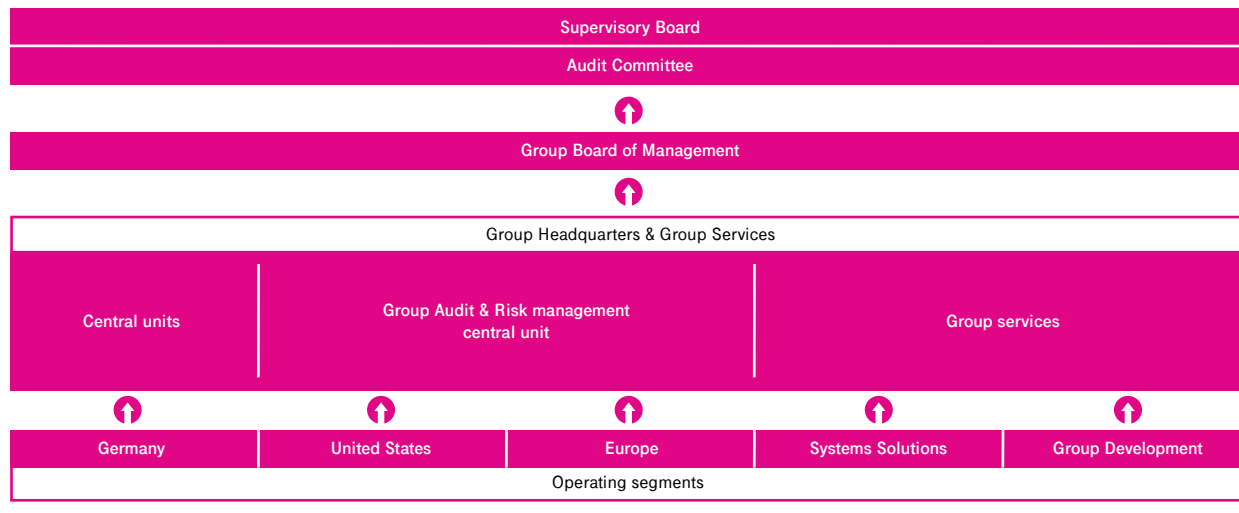 Supervisory Board
Audit Committee
Group Board of Management
Group Headquarters & Group Services
Central units
Group Audit & Risk management
central unit
Group services
Germany
United States
Europe
Systems Solutions
Group Development
Operating segments